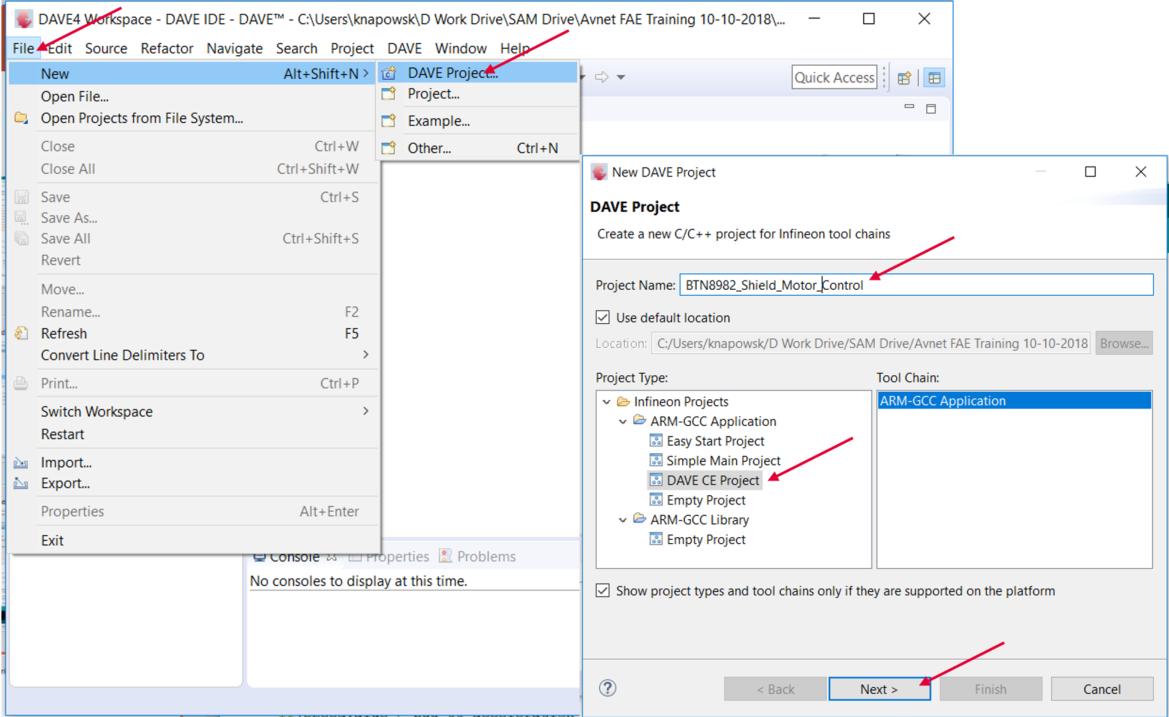 DAVE4 Workspace - DAVE IDE - DAVE™ - C:\Users\knapowsk\D Work Drive\SAM Drive\Avnet FAE Training 10-10-2018\...
File Edit Source Refactor Navigate Search Project DAVE Window Help
Quick Access
New Alt+Shift+N >
Open File...
Open Projects from File System...
Close Ctrl+W
Close All Ctrl+Shift+W
Save Ctrl+S
Save As...
Save All Ctrl+Shift+S
Revert
Move...
Rename... F2
Refresh F5
Convert Line Delimiters To >
Print... Ctrl+P
Switch Workspace >
Restart
Import...
Export...
Properties Alt+Enter
Exit
DAVE Project...
Project...
Example...
Other... Ctrl+N
Console Properties Problems
No consoles to display at this time.
New DAVE Project
DAVE Project
Create a new C/C++ project for Infineon tool chains
Project Name: BTN8982_Shield_Motor_Control
Use default location
Location: C:/Users/knapowsk/D Work Drive/SAM Drive/Avnet FAE Training 10-10-2018 Browse...
Project Type: Tool Chain:
Infineon Projects ARM-GCC Application
ARM-GCC Application
Easy Start Project
Simple Main Project
DAVE CE Project
Empty Project
ARM-GCC Library
Empty Project
Show project types and tool chains only if they are supported on the platform
? < Back Next > Finish Cancel